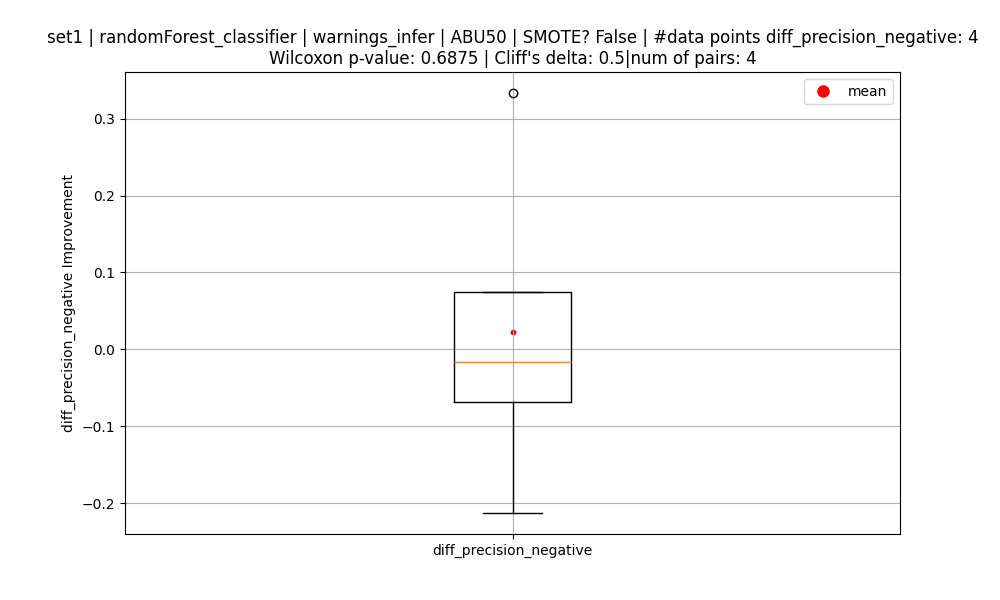 set1 | randomForest_classifier | warnings_infer | ABU50 | SMOTE? False | #data points diff_precision_negative: 4
Wilcoxon p-value: 0.6875 | Cliff's delta: 0.5|num of pairs: 4
mean
0.3
0.2
0.1
0.0
−0.1
−0.2
diff_precision_negative Improvement
diff_precision_negative